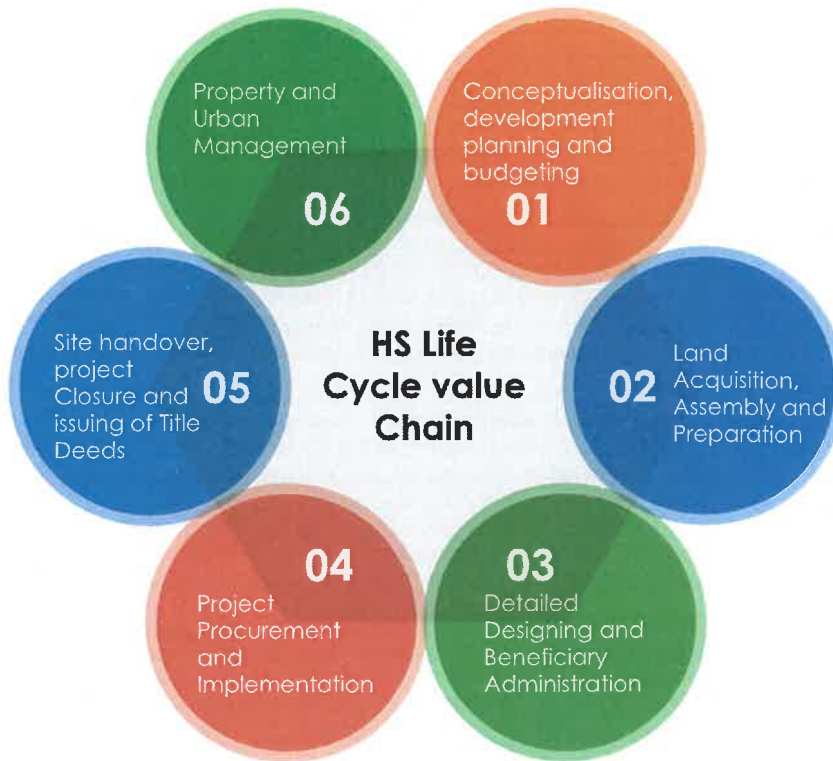 HS Life
Cycle value
Chain
Conceptualisation,
development
planning and
budgeting
01
02
Land
Acquisition,
Assembly and
Preparation
03
Detailed
Designing and
Beneficiary
Administration
04
Project
Procurement
and
Implementation
Site handover,
project
Closure and
issuing of Title
Deeds
05
Property and
Urban
Management
06